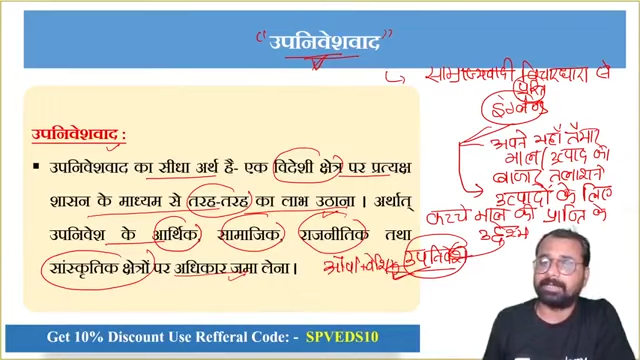 “उपनिवेशवाद”
→ साम्राज्यवादी विचारधारा से
प्रेरित
इंग्लैण्ड
→ अपने यहाँ तैयार
माल/उत्पाद को
बाजार तलाशना
→ उत्पादों के लिए
कच्चे माल की प्राप्ति के
उद्देश्य
उपनिवेशवाद :
▪ उपनिवेशवाद का सीधा अर्थ है- एक विदेशी क्षेत्र पर प्रत्यक्ष
शासन के माध्यम से तरह-तरह का लाभ उठाना । अर्थात्
उपनिवेश के आर्थिक, सामाजिक, राजनीतिक तथा
सांस्कृतिक क्षेत्रों पर अधिकार जमा लेना ।
औपनिवेशिक उपनिवेश
Get 10% Discount Use Refferal Code: - SPVEDS10